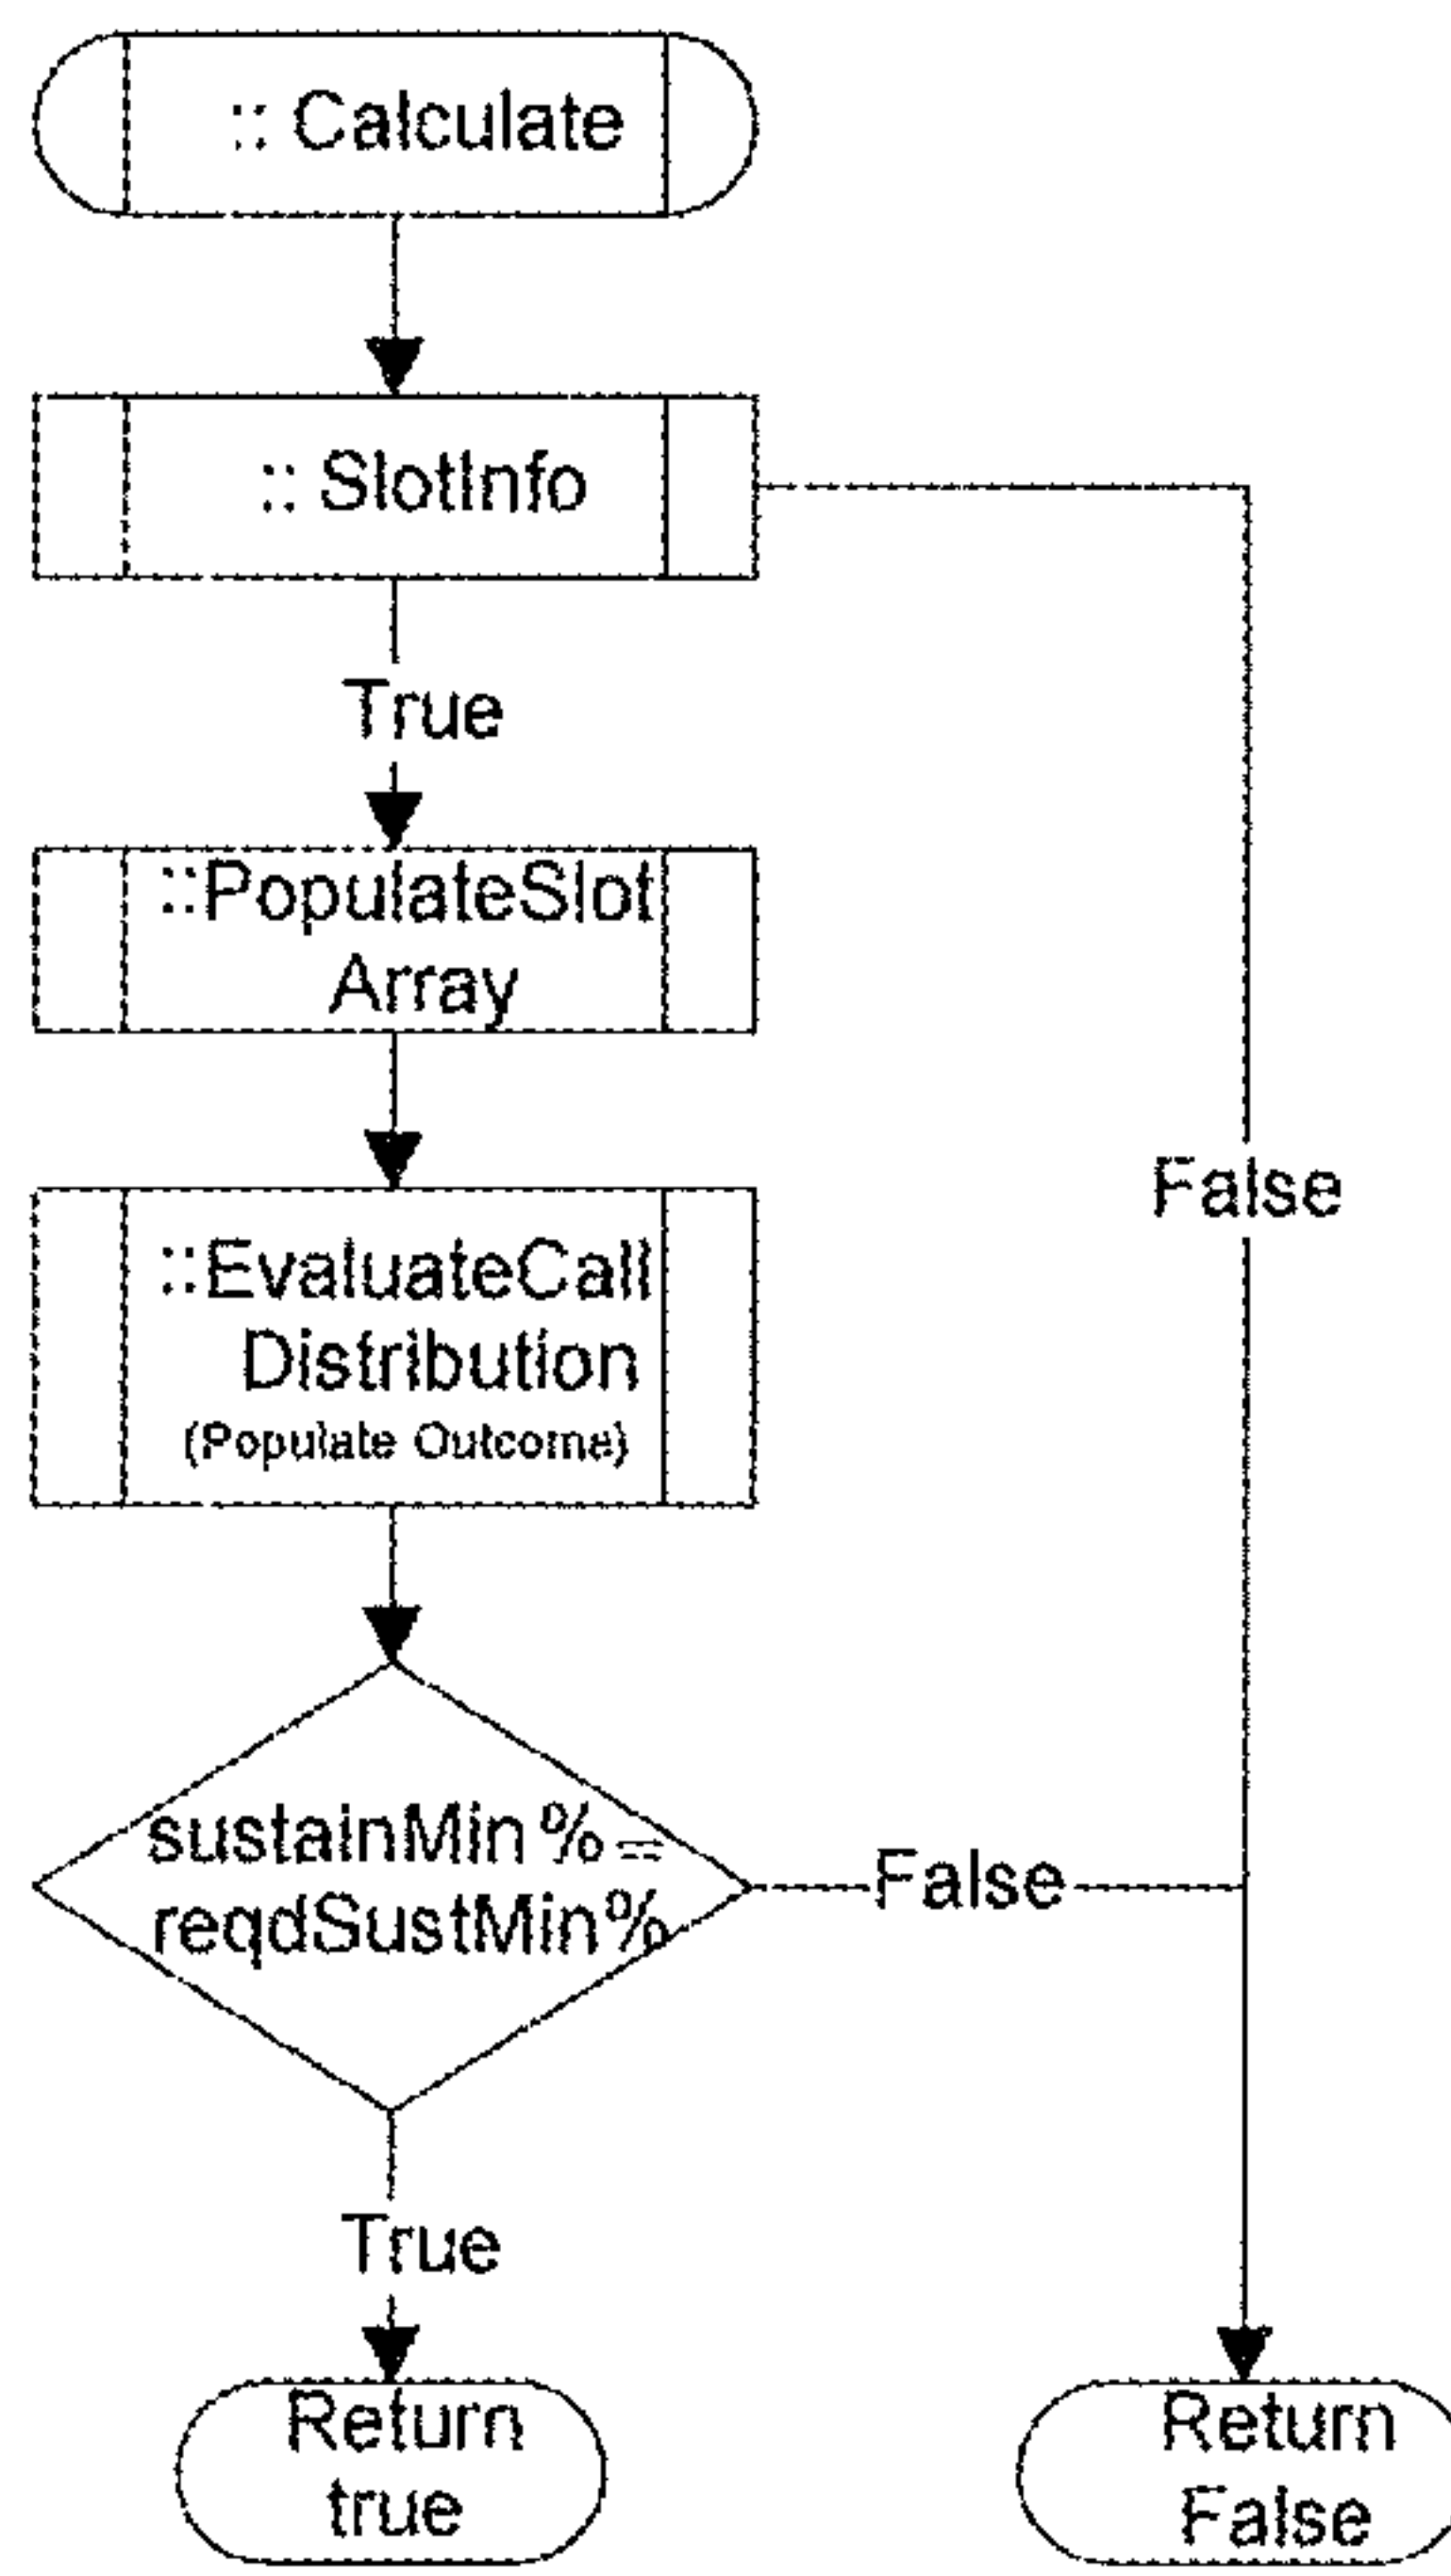 :: Calculate
:: SlotInfo
True
::PopulateSlot
Array
False
::EvaluateCall
Distribution
(Populate Outcome)
sustainMin%==
reqdSustMin%
False
True
Return
true
Return
False